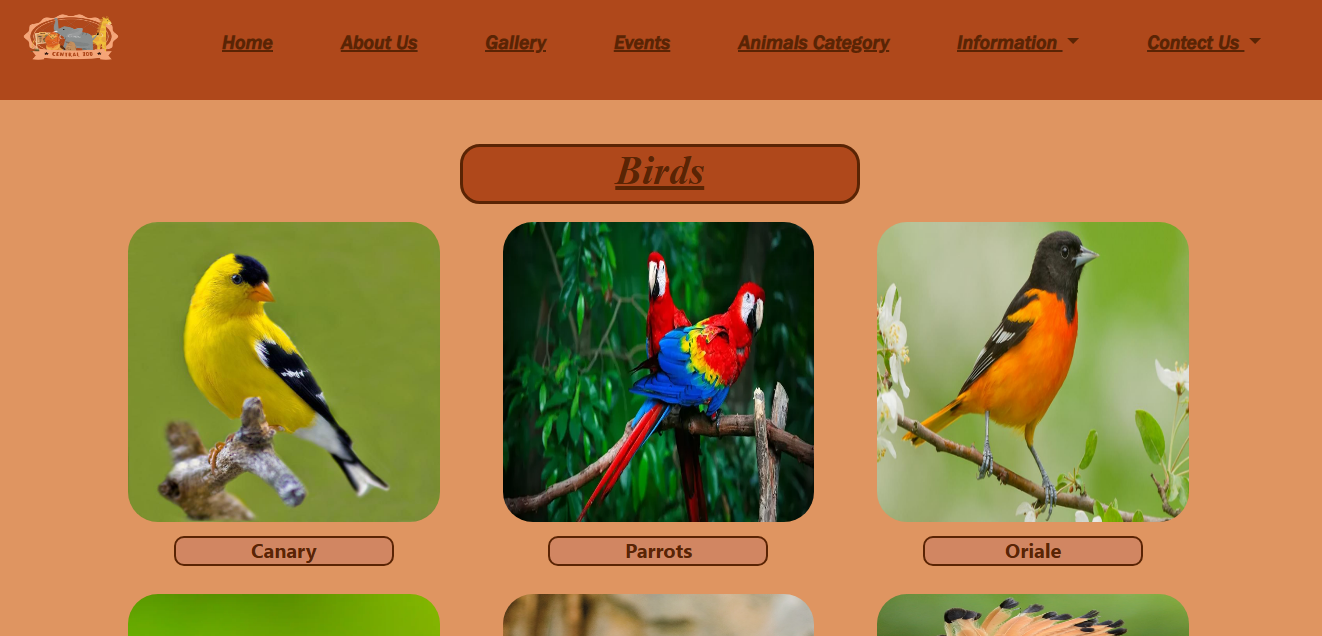 CENTRAL ZOO
Home
About Us
Gallery
Events
Animals Category
Information
Contect Us
Birds
Canary
Parrots
Oriale